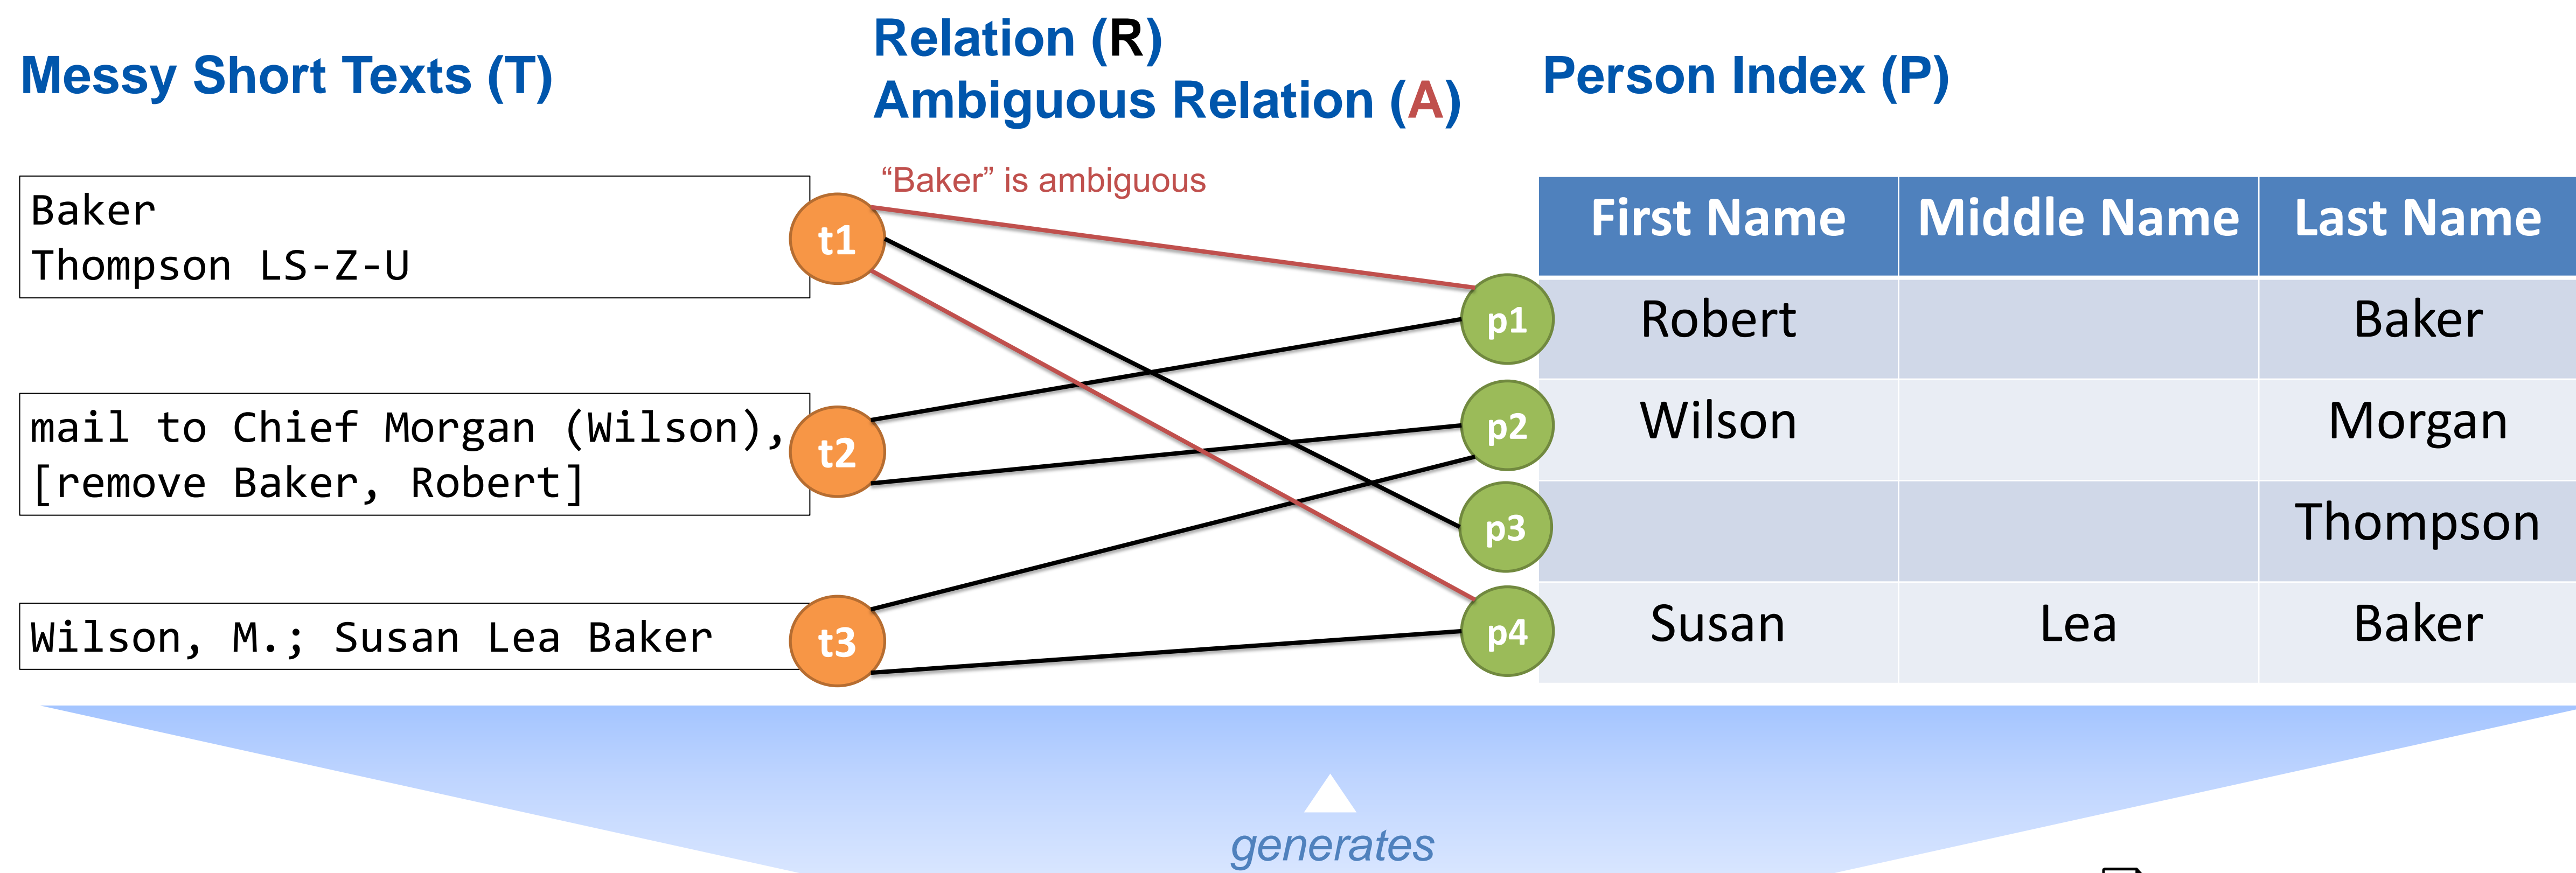 Messy Short Texts (T)
Relation (R)
Ambiguous Relation (A)
Person Index (P)
“Baker” is ambiguous
Baker
Thompson LS-Z-U
t1
mail to Chief Morgan (Wilson),
[remove Baker, Robert]
t2
Wilson, M.; Susan Lea Baker
t3
First Name Middle Name Last Name
p1 Robert Baker
p2 Wilson Morgan
p3 Thompson
p4 Susan Lea Baker
generates